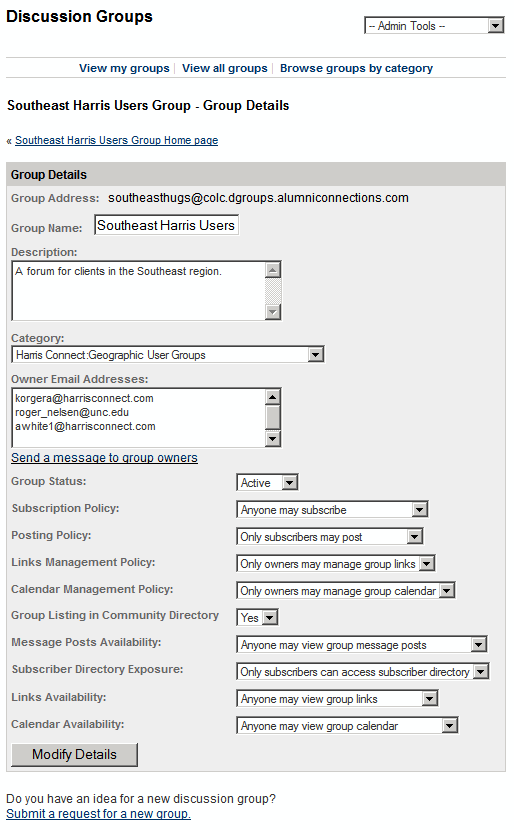 Discussion Groups
-- Admin Tools --
View my groups | View all groups | Browse groups by category
Southeast Harris Users Group - Group Details
« Southeast Harris Users Group Home page
Group Details
Group Address: southeasthugs@colc.dgroups.alumniconnections.com
Group Name: Southeast Harris Users
Description:
A forum for clients in the Southeast region.
Category:
Harris Connect:Geographic User Groups
Owner Email Addresses:
korgera@harrisconnect.com
roger_nelsen@unc.edu
awhite1@harrisconnect.com
Send a message to group owners
Group Status: Active
Subscription Policy: Anyone may subscribe
Posting Policy: Only subscribers may post
Links Management Policy: Only owners may manage group links
Calendar Management Policy: Only owners may manage group calendar
Group Listing in Community Directory Yes
Message Posts Availability: Anyone may view group message posts
Subscriber Directory Exposure: Only subscribers can access subscriber directory
Links Availability: Anyone may view group links
Calendar Availability: Anyone may view group calendar
Modify Details
Do you have an idea for a new discussion group?
Submit a request for a new group.